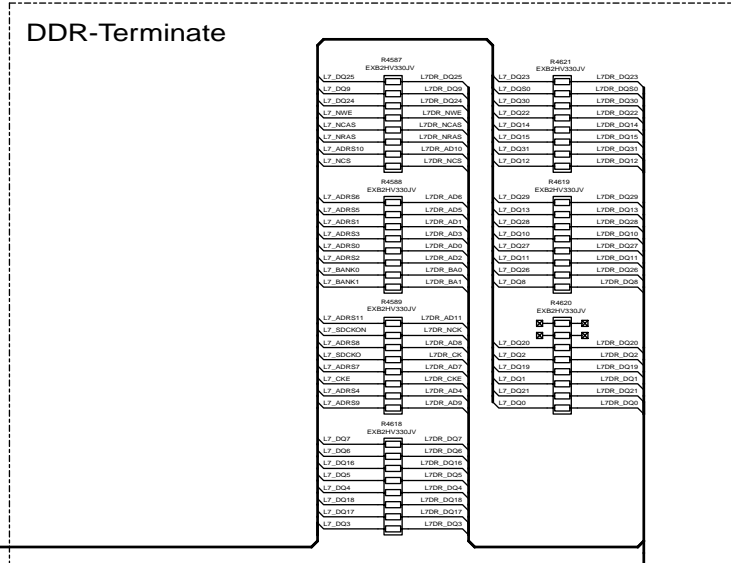 DDR-Terminate
R4587
EXB2HV330JV
L7_DQ25 L7DR_DQ25
L7_DQ9 L7DR_DQ9
L7_DQ24 L7DR_DQ24
L7_NWE L7DR_NWE
L7_NCAS L7DR_NCAS
L7_NRAS L7DR_NRAS
L7_ADRS10 L7DR_AD10
L7_NCS L7DR_NCS
R4588
EXB2HV330JV
L7_ADRS6 L7DR_AD6
L7_ADRS5 L7DR_AD5
L7_ADRS1 L7DR_AD1
L7_ADRS3 L7DR_AD3
L7_ADRS0 L7DR_AD0
L7_ADRS2 L7DR_AD2
L7_BANK0 L7DR_BA0
L7_BANK1 L7DR_BA1
R4589
EXB2HV330JV
L7_ADRS11 L7DR_AD11
L7_SDCKON L7DR_NCK
L7_ADRS8 L7DR_AD8
L7_SDCKO L7DR_CK
L7_ADRS7 L7DR_AD7
L7_CKE L7DR_CKE
L7_ADRS4 L7DR_AD4
L7_ADRS9 L7DR_AD9
R4618
EXB2HV330JV
L7_DQ7 L7DR_DQ7
L7_DQ6 L7DR_DQ6
L7_DQ16 L7DR_DQ16
L7_DQ5 L7DR_DQ5
L7_DQ4 L7DR_DQ4
L7_DQ18 L7DR_DQ18
L7_DQ17 L7DR_DQ17
L7_DQ3 L7DR_DQ3
R4621
EXB2HV330JV
L7_DQ23 L7DR_DQ23
L7_DQS0 L7DR_DQS0
L7_DQ30 L7DR_DQ30
L7_DQ22 L7DR_DQ22
L7_DQ14 L7DR_DQ14
L7_DQ15 L7DR_DQ15
L7_DQ31 L7DR_DQ31
L7_DQ12 L7DR_DQ12
R4619
EXB2HV330JV
L7_DQ29 L7DR_DQ29
L7_DQ13 L7DR_DQ13
L7_DQ28 L7DR_DQ28
L7_DQ10 L7DR_DQ10
L7_DQ27 L7DR_DQ27
L7_DQ11 L7DR_DQ11
L7_DQ26 L7DR_DQ26
L7_DQ8 L7DR_DQ8
R4620
EXB2HV330JV
L7_DQ20 L7DR_DQ20
L7_DQ2 L7DR_DQ2
L7_DQ19 L7DR_DQ19
L7_DQ1 L7DR_DQ1
L7_DQ21 L7DR_DQ21
L7_DQ0 L7DR_DQ0